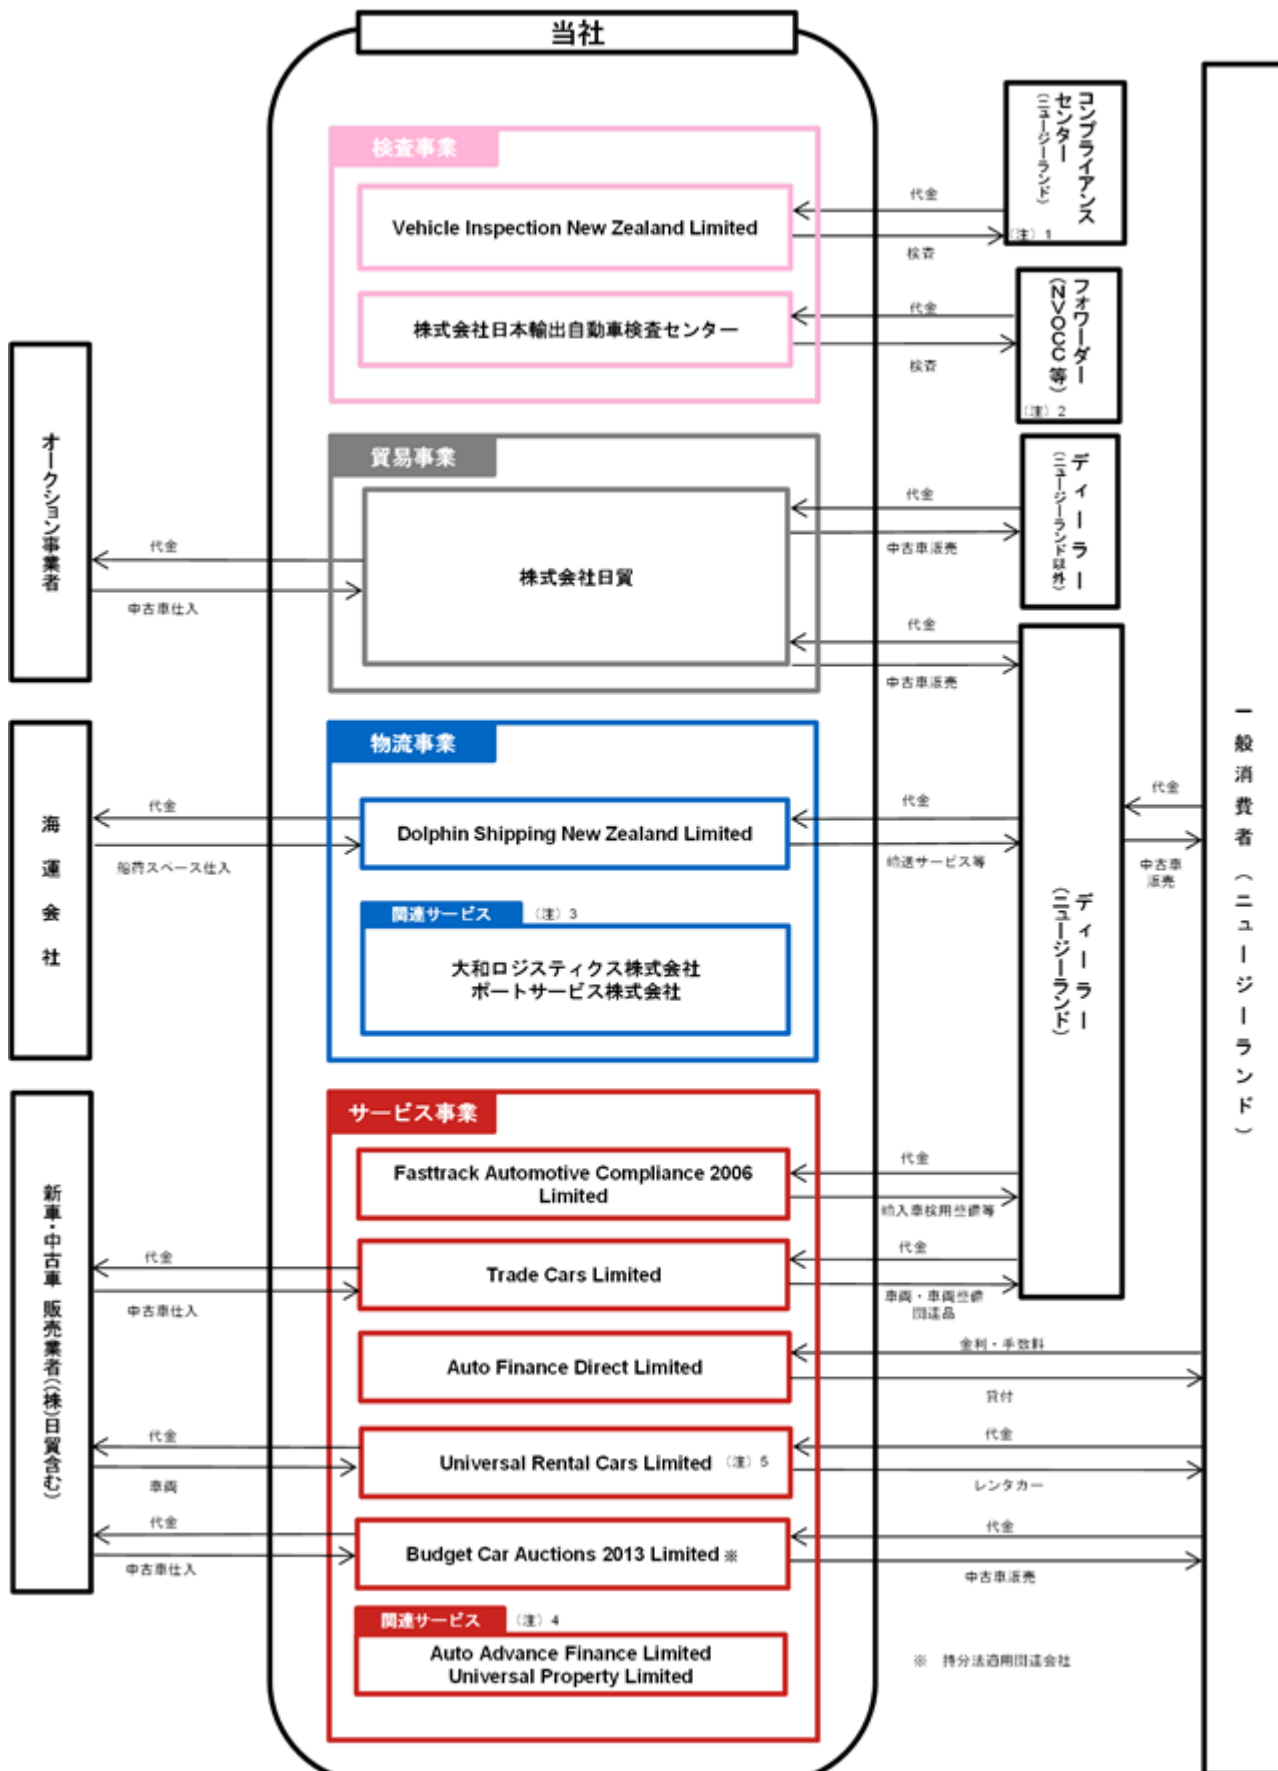 当社
検査事業
Vehicle Inspection New Zealand Limited
代金
検査
コンプライアンス
センター
(ニュージーランド)
(注) 1
株式会社日本輸出自動車検査センター
代金
検査
フォワーダー
(NVOCC等)
(注) 2
貿易事業
株式会社日貿
オークション事業者
代金
中古車仕入
代金
中古車販売
ディーラー
(ニュージーランド以外)
代金
中古車販売
物流事業
Dolphin Shipping New Zealand Limited
海運会社
代金
船荷スペース仕入
代金
輸送サービス等
関連サービス
(注) 3
大和ロジスティクス株式会社
ポートサービス株式会社
ディーラー
(ニュージーランド)
代金
中古車
販売
一般消費者(ニュージーランド)
サービス事業
Fasttrack Automotive Compliance 2006
Limited
代金
輸入車検用整備等
Trade Cars Limited
代金
中古車仕入
代金
車両・車両整備
関連品
新車・中古車 販売業者((株)日貿含む)
Auto Finance Direct Limited
金利・手数料
貸付
Universal Rental Cars Limited (注) 5
代金
車両
代金
レンタカー
Budget Car Auctions 2013 Limited ※
代金
中古車仕入
代金
中古車販売
関連サービス
(注) 4
Auto Advance Finance Limited
Universal Property Limited
※ 持分法適用関連会社